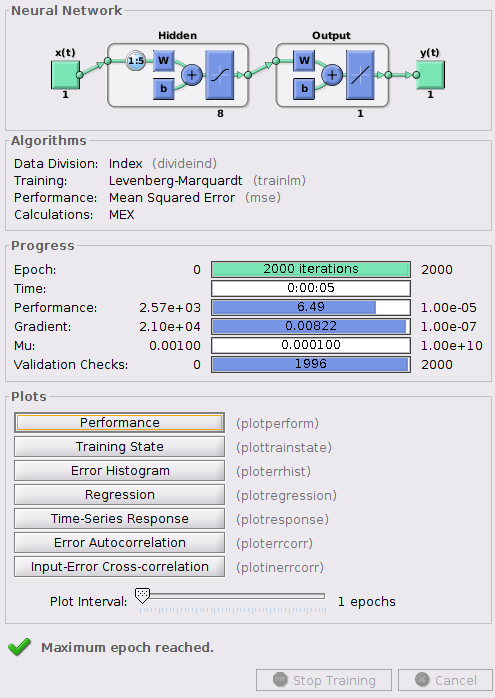 Neural Network
Hidden Output
x(t) y(t)
1:5 W W
b + b +
1 8 1 1
Algorithms
Data Division: Index (divideind)
Training: Levenberg-Marquardt (trainlm)
Performance: Mean Squared Error (mse)
Calculations: MEX
Progress
Epoch: 0 2000 iterations 2000
Time: 0:00:05
Performance: 2.57e+03 6.49 1.00e-05
Gradient: 2.10e+04 0.00822 1.00e-07
Mu: 0.00100 0.000100 1.00e+10
Validation Checks: 0 1996 2000
Plots
Performance (plotperform)
Training State (plottrainstate)
Error Histogram (ploterrhist)
Regression (plotregression)
Time-Series Response (plotresponse)
Error Autocorrelation (ploterrcorr)
Input-Error Cross-correlation (plotinerrcorr)
Plot Interval: 1 epochs
Maximum epoch reached.
Stop Training Cancel